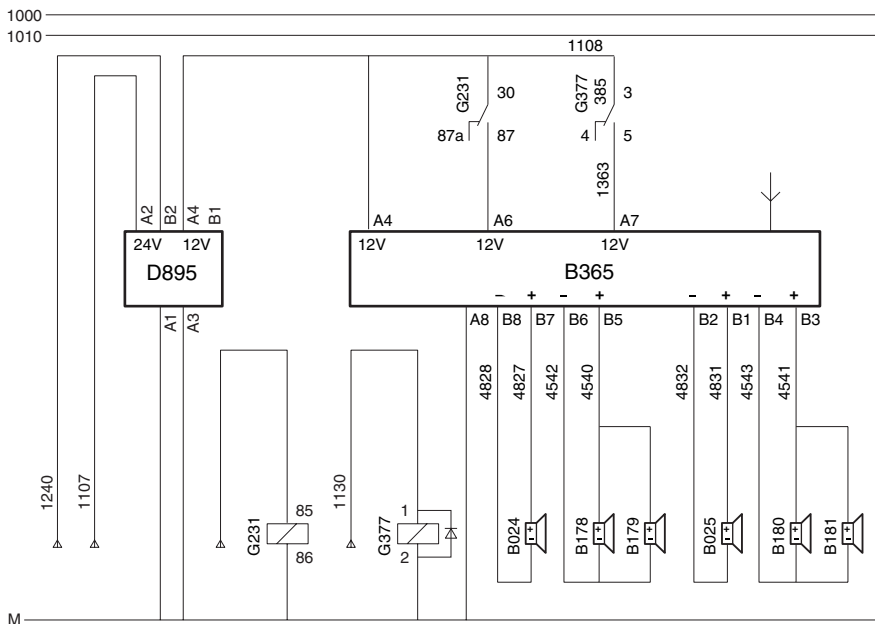 1000
1010
1108
G231
30
G377
385
3
87a
87
4
5
1363
A2
B2
A4
B1
A4
A6
A7
24V
12V
12V
12V
12V
D895
B365
– + – + – + – +
A1
A3
A8
B8
B7
B6
B5
B2
B1
B4
B3
4828
4827
4542
4540
4832
4831
4543
4541
1240
1107
G231
85
86
1130
G377
1
2
B024
+ -
B178
+ -
B179
+ -
B025
+ -
B180
+ -
B181
+ -
M